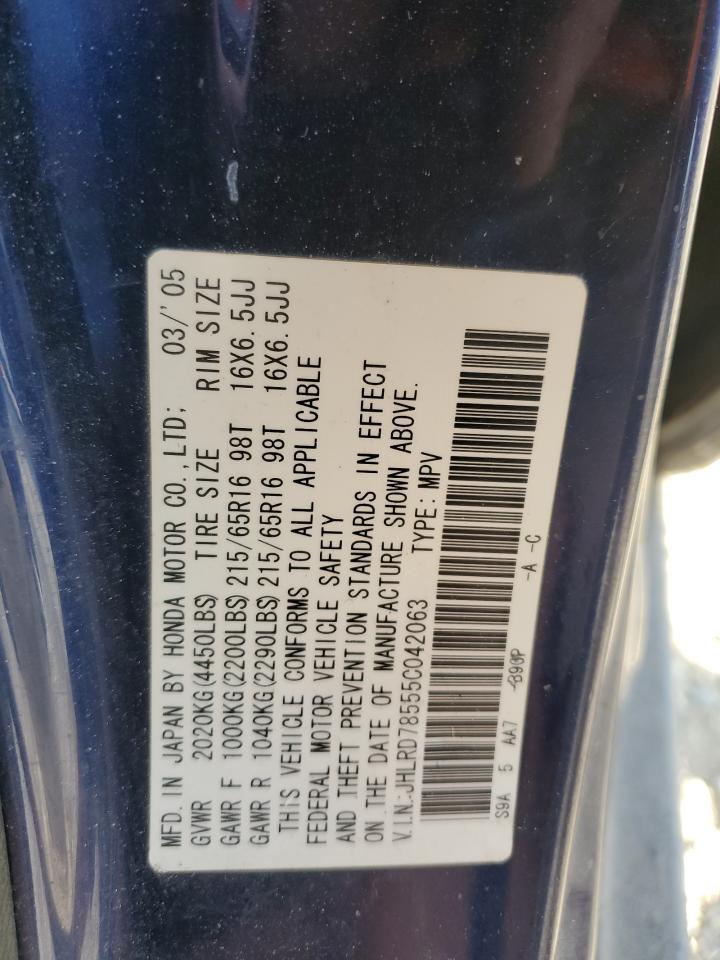 MFD. IN JAPAN BY HONDA MOTOR CO.,LTD; 03/'05
GVWR 2020KG(4450LBS) TIRE SIZE RIM SIZE
GAWR F 1000KG(2200LBS)215/65R16 98T 16X6.5JJ
GAWR R 1040KG(2290LBS)215/65R16 98T 16X6.5JJ
THIS VEHICLE CONFORMS TO ALL APPLICABLE
FEDERAL MOTOR VEHICLE SAFETY
AND THEFT PREVENTION STANDARDS IN EFFECT
ON THE DATE OF MANUFACTURE SHOWN ABOVE.
V.I.N.:JHLRD78555C042063 TYPE: MPV
S9A 5 AA7 -B90P -A -C